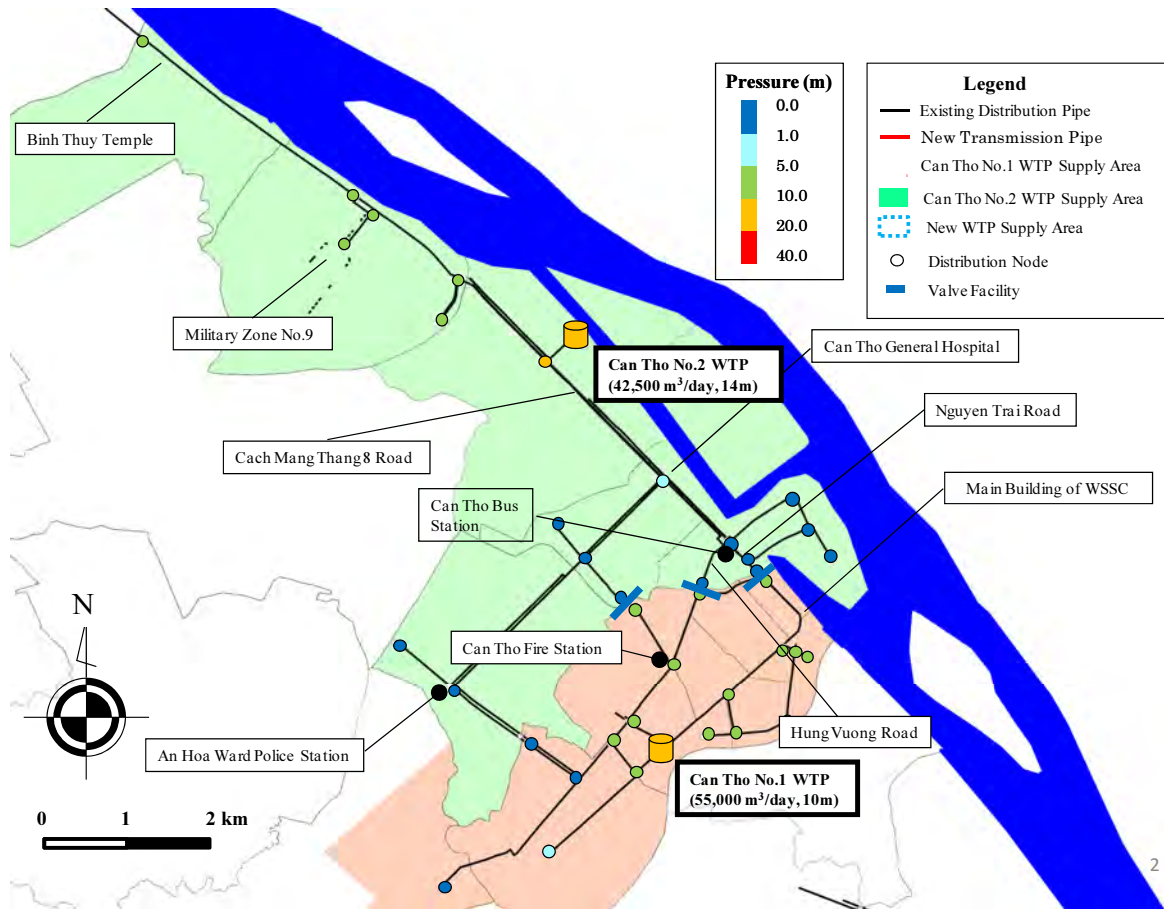 Pressure (m)
0.0
1.0
5.0
10.0
20.0
40.0
Legend
Existing Distribution Pipe
New Transmission Pipe
Can Tho No.1 WTP Supply Area
Can Tho No.2 WTP Supply Area
New WTP Supply Area
Distribution Node
Valve Facility
Binh Thuy Temple
Military Zone No.9
Can Tho General Hospital
Can Tho No.2 WTP
(42,500 m³/day, 14m)
Nguyen Trai Road
Cach Mang Thang 8 Road
Main Building of WSSC
Can Tho Bus
Station
N
Can Tho Fire Station
An Hoa Ward Police Station
Hung Vuong Road
Can Tho No.1 WTP
(55,000 m³/day, 10m)
0 1 2 km
2